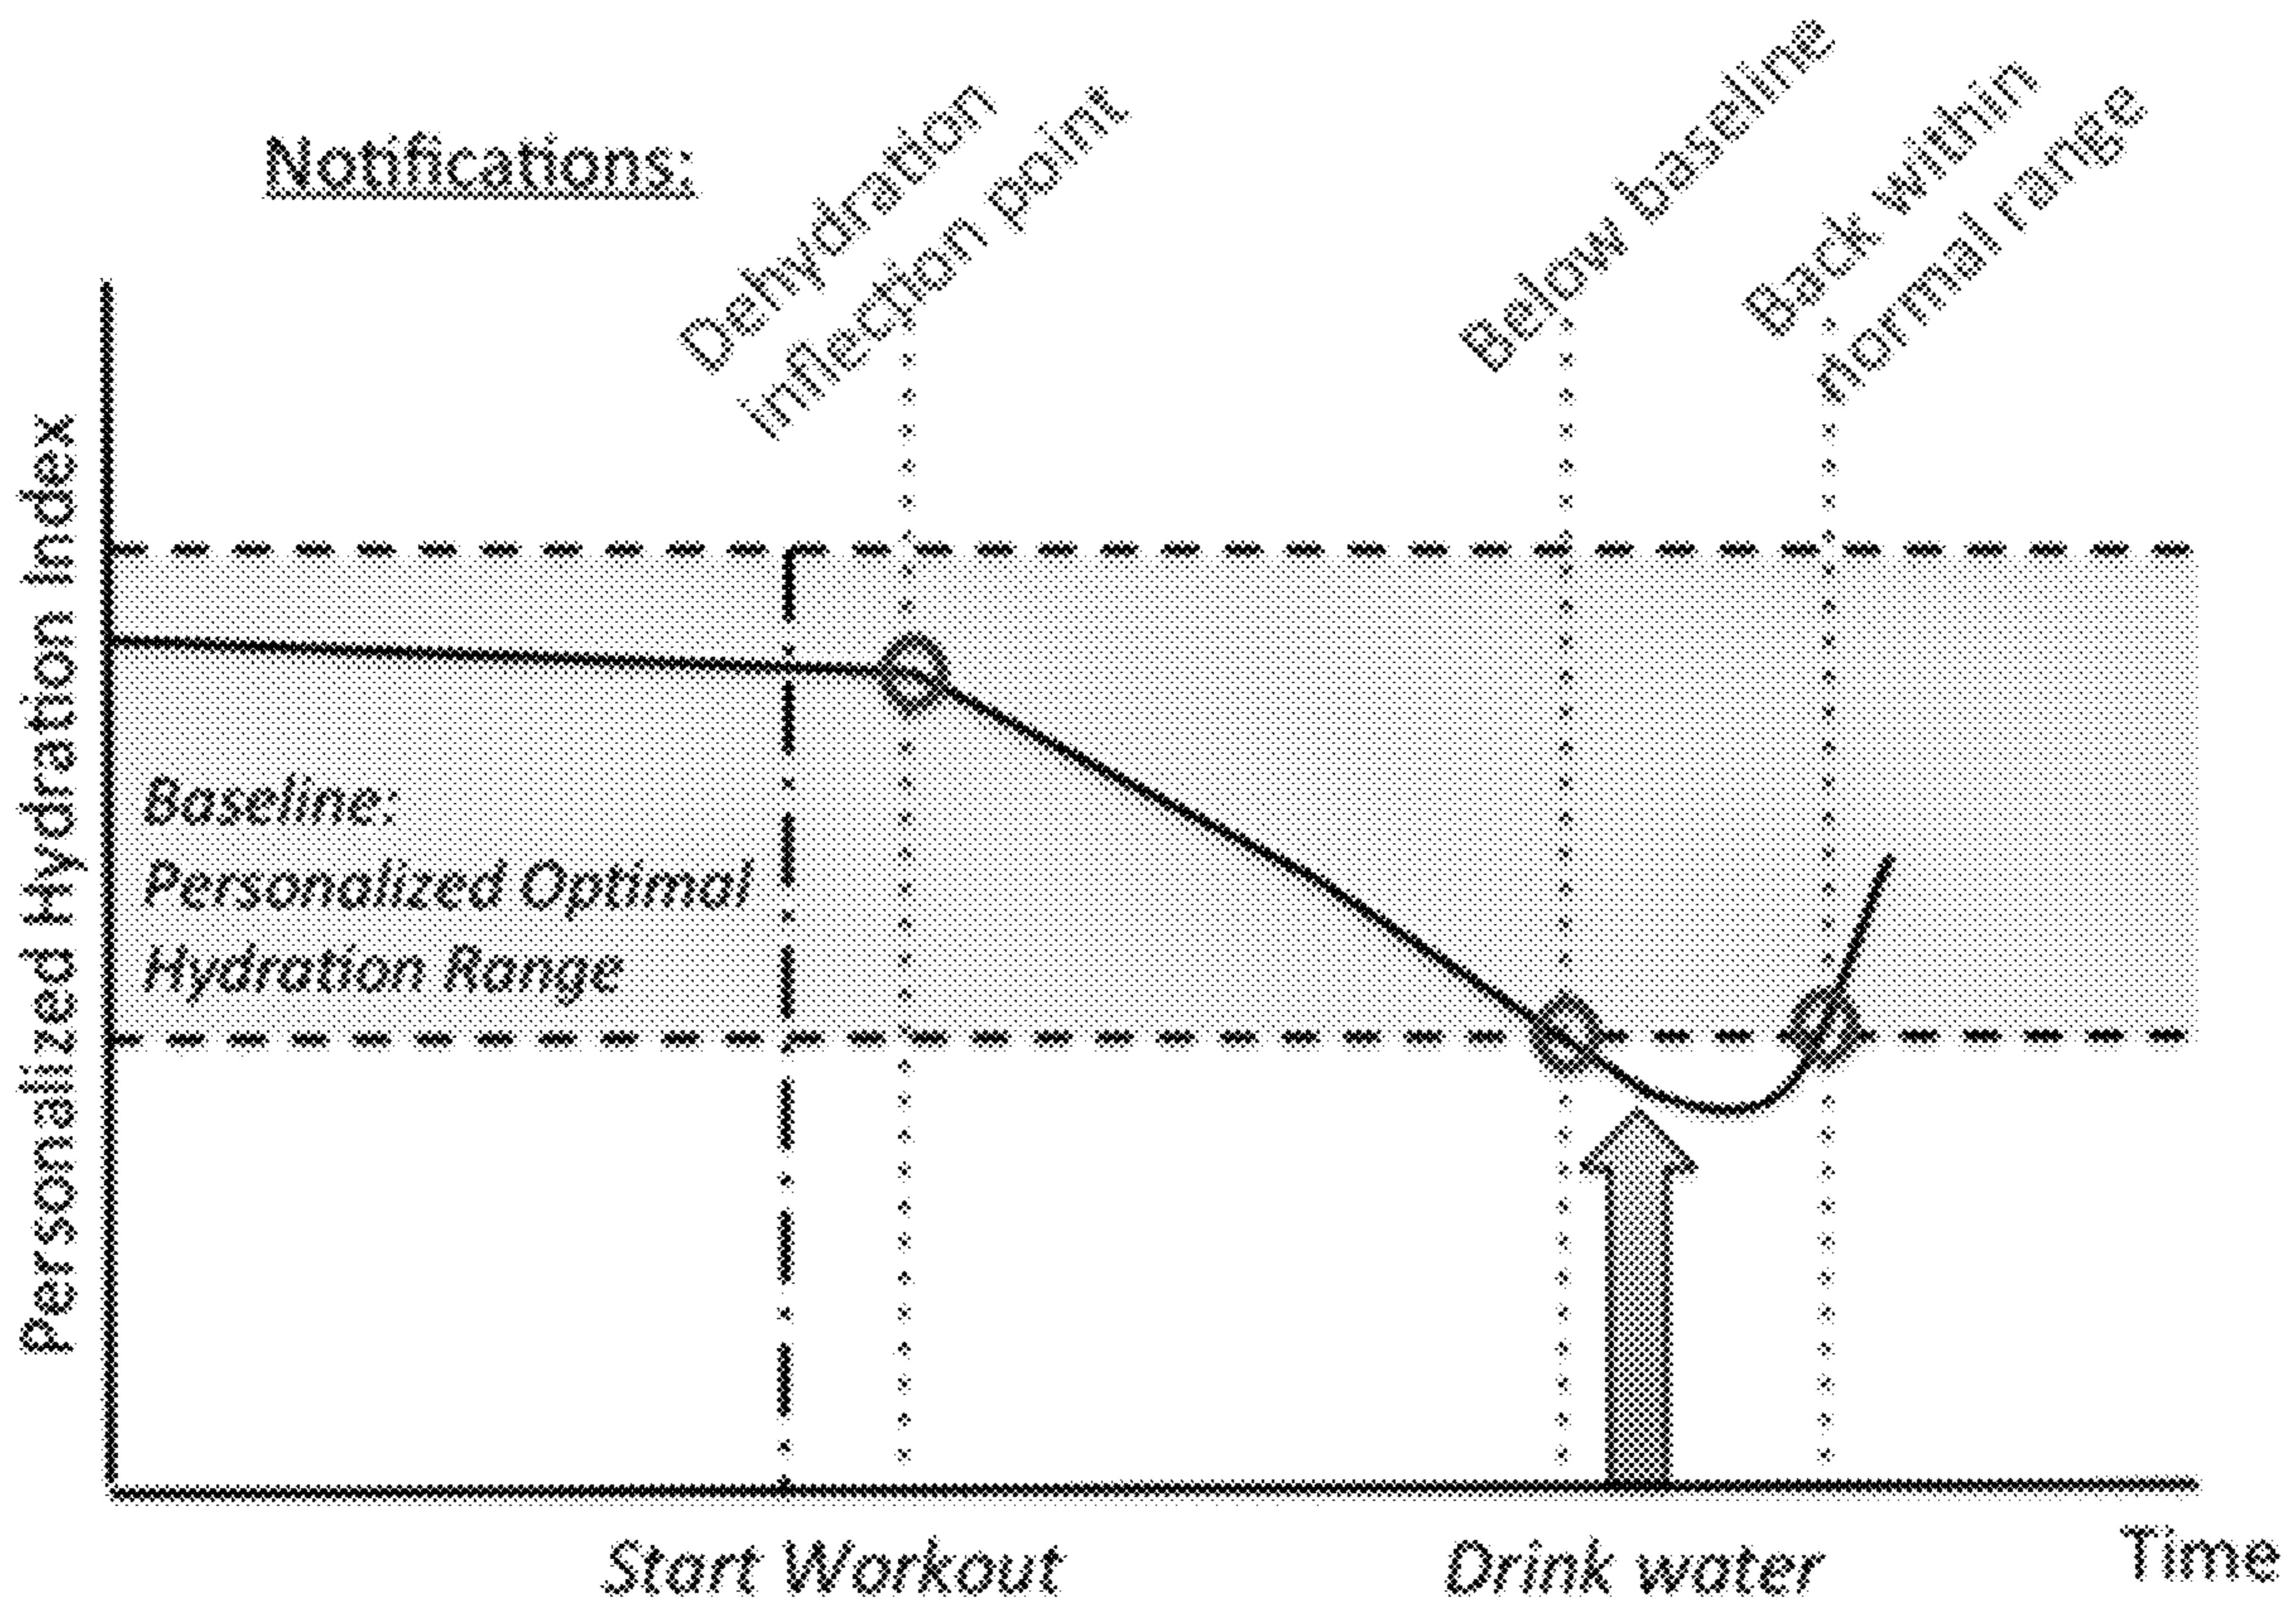 Notifications:
Dehydration
inflection point
Below baseline
Back within
normal range
Personalized Hydration Index
Baseline:
Personalized Optimal
Hydration Range
Start Workout
Drink water
Time